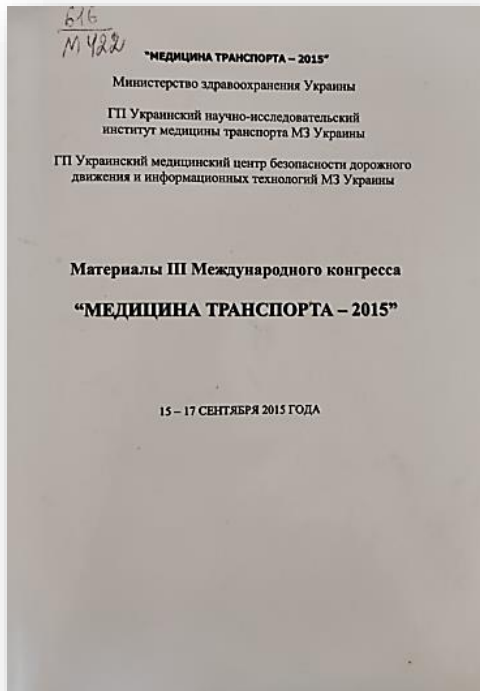 616
М 422
"МЕДИЦИНА ТРАНСПОРТА – 2015"
Министерство здравоохранения Украины
ГП Украинский научно-исследовательский
институт медицины транспорта МЗ Украины
ГП Украинский медицинский центр безопасности дорожного
движения и информационных технологий МЗ Украины
Материалы III Международного конгресса
“МЕДИЦИНА ТРАНСПОРТА – 2015”
15 – 17 СЕНТЯБРЯ 2015 ГОДА